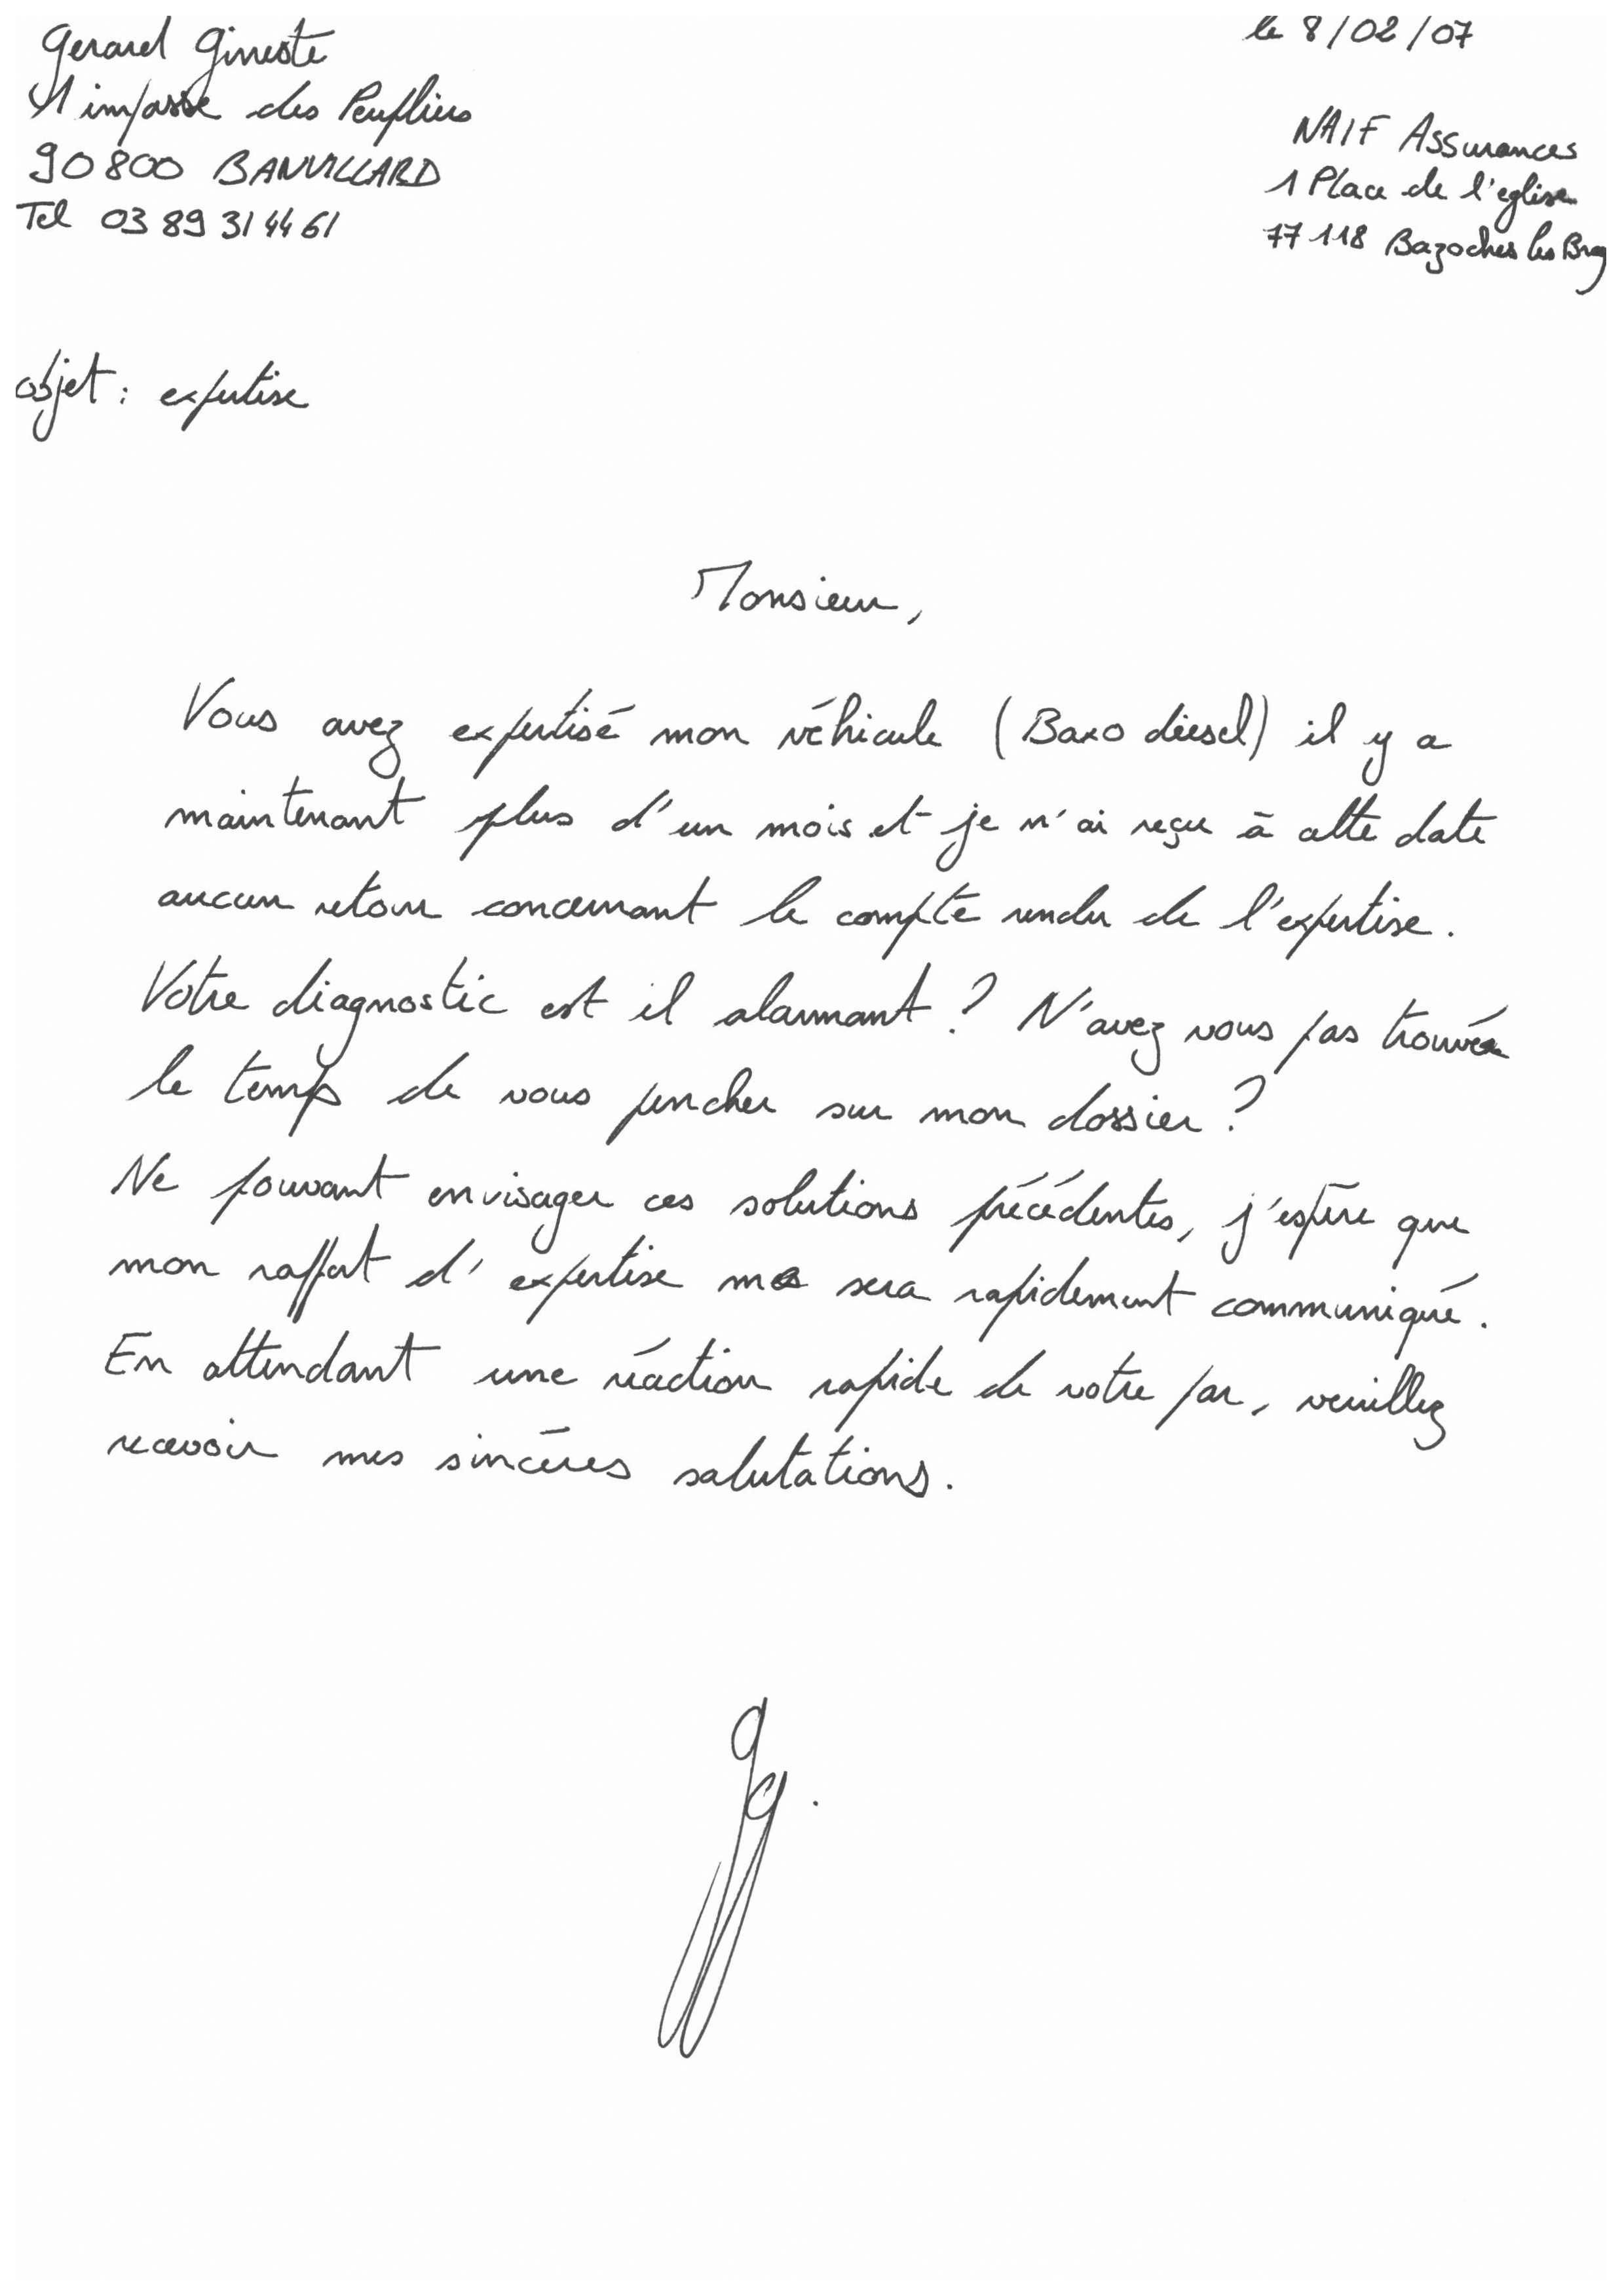 Gerard Gineste
1 impasse des Peupliers
90800 BANVILLARD
Tel 03 89 31 44 61
le 8/02/07
NAIF Assurances
1 Place de l'eglise
77 118 Bazoches les Bray
objet : expertise
Monsieur,
Vous avez expertisé mon véhicule (Baxo diesel) il y a
maintenant plus d'un mois et je n'ai reçu à cette date
aucun retour concernant le compte rendu de l'expertise.
Votre diagnostic est il alarmant ? N'avez vous pas trouvé
le temps de vous pencher sur mon dossier ?
Ne pouvant envisager ces solutions précédentes, j'espère que
mon rapport d'expertise me sera rapidement communiqué.
En attendant une réaction rapide de votre par, veuillez
recevoir mes sincères salutations.